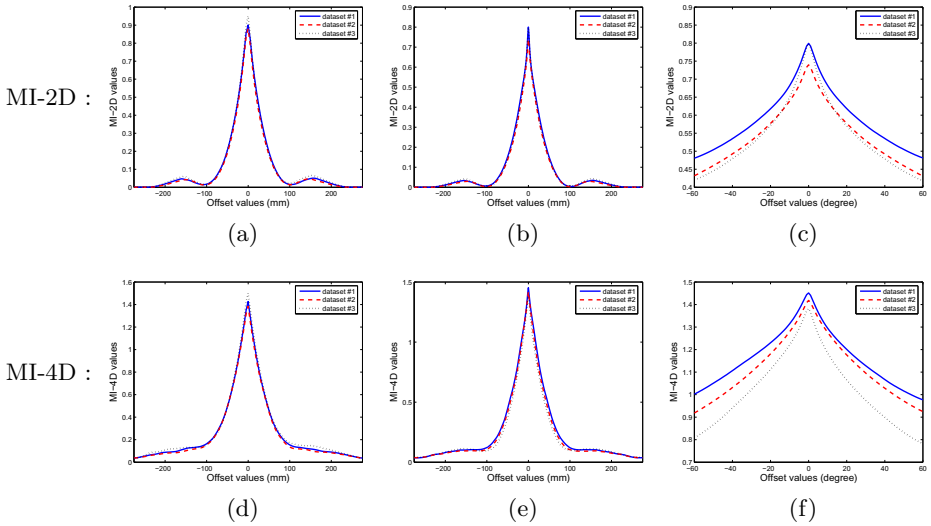 MI-2D :
MI−2D values
1
0.9
0.8
0.7
0.6
0.5
0.4
0.3
0.2
0.1
0
−200 −100 0 100 200
Offset values (mm)
dataset #1
dataset #2
dataset #3
(a)
MI−2D values
0.9
0.8
0.7
0.6
0.5
0.4
0.3
0.2
0.1
0
−200 −100 0 100 200
Offset values (mm)
dataset #1
dataset #2
dataset #3
(b)
MI−2D values
0.9
0.85
0.8
0.75
0.7
0.65
0.6
0.55
0.5
0.45
0.4
−60 −40 −20 0 20 40 60
Offset values (degree)
dataset #1
dataset #2
dataset #3
(c)
MI-4D :
MI−4D values
1.6
1.4
1.2
1
0.8
0.6
0.4
0.2
0
−200 −100 0 100 200
Offset values (mm)
dataset #1
dataset #2
dataset #3
(d)
MI−4D values
1.5
1
0.5
0
−200 −100 0 100 200
Offset values (mm)
dataset #1
dataset #2
dataset #3
(e)
MI−4D values
1.5
1.4
1.3
1.2
1.1
1
0.9
0.8
0.7
−60 −40 −20 0 20 40 60
Offset values (degree)
dataset #1
dataset #2
dataset #3
(f)